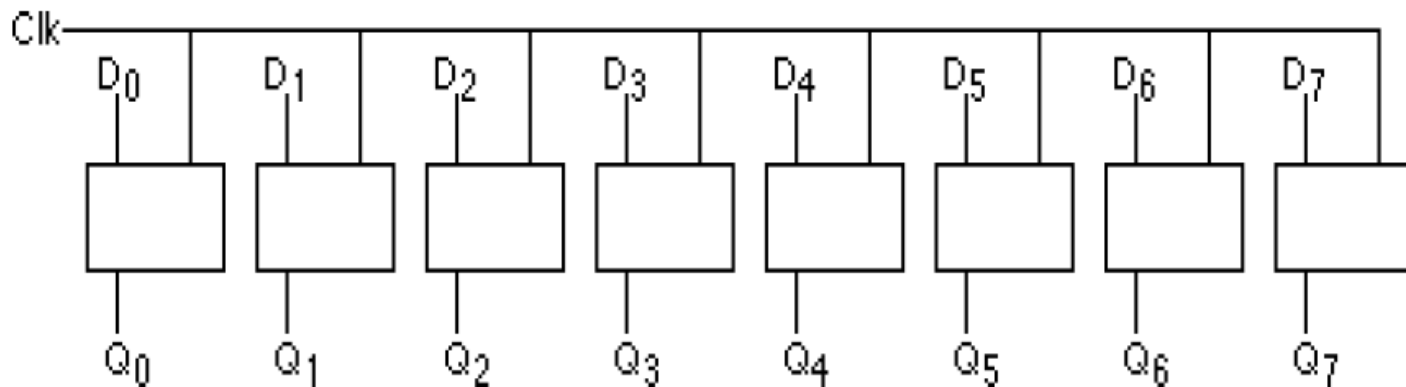 Clk
D0 D1 D2 D3 D4 D5 D6 D7
Q0 Q1 Q2 Q3 Q4 Q5 Q6 Q7